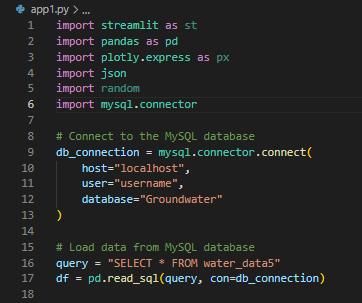 app1.py > ...
1 import streamlit as st
2 import pandas as pd
3 import plotly.express as px
4 import json
5 import random
6 import mysql.connector
7
8 # Connect to the MySQL database
9 db_connection = mysql.connector.connect(
10 host="localhost",
11 user="username",
12 database="Groundwater"
13 )
14
15 # Load data from MySQL database
16 query = "SELECT * FROM water_data5"
17 df = pd.read_sql(query, con=db_connection)
18